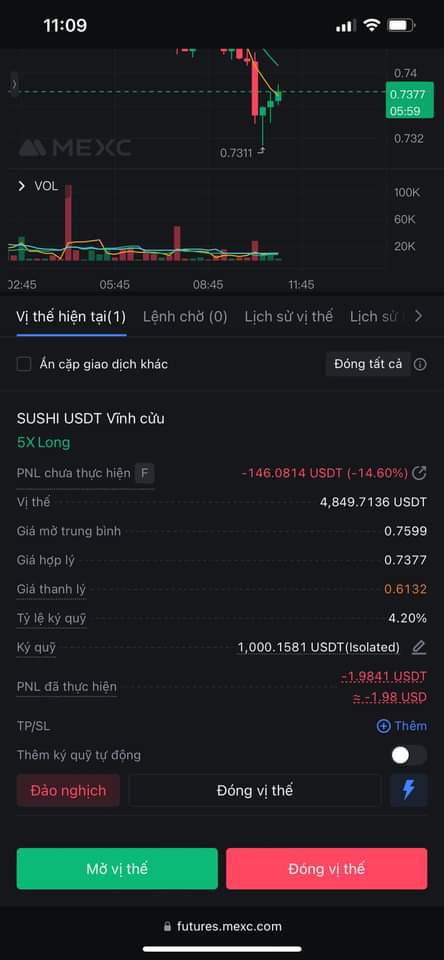 11:09
0.74
0.7377
05:59
0.732
MEXC
0.7311
VOL
100K
60K
20K
02:45 05:45 08:45 11:45
Vị thế hiện tại(1) Lệnh chờ (0) Lịch sử vị thế Lịch sử
Ẩn cặp giao dịch khác Đóng tất cả
SUSHI USDT Vĩnh cửu
5X Long
PNL chưa thực hiện F -146.0814 USDT (-14.60%)
Vị thế 4,849.7136 USDT
Giá mở trung bình 0.7599
Giá hợp lý 0.7377
Giá thanh lý 0.6132
Tỷ lệ ký quỹ 4.20%
Ký quỹ 1,000.1581 USDT(Isolated)
PNL đã thực hiện -1.9841 USDT
≈ -1.98 USD
TP/SL Thêm
Thêm ký quỹ tự động
Đảo nghịch Đóng vị thế
Mở vị thế Đóng vị thế
futures.mexc.com